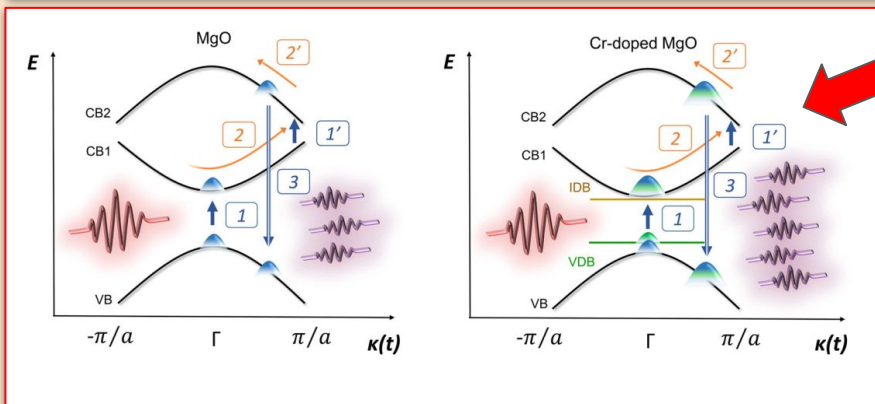 MgO
E
2'
CB2
2
1'
CB1
3
1
VB
-π/a
Γ
π/a
κ(t)
Cr-doped MgO
E
2'
CB2
2
1'
CB1
IDB
3
1
VDB
VB
-π/a
Γ
π/a
κ(t)